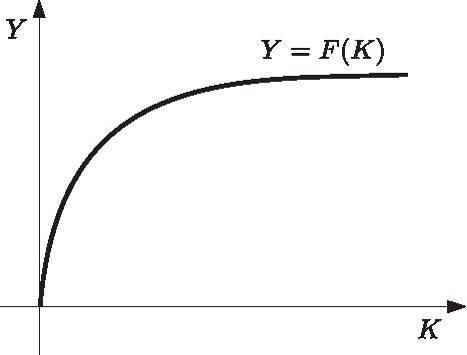 Y
Y = F(K)
K